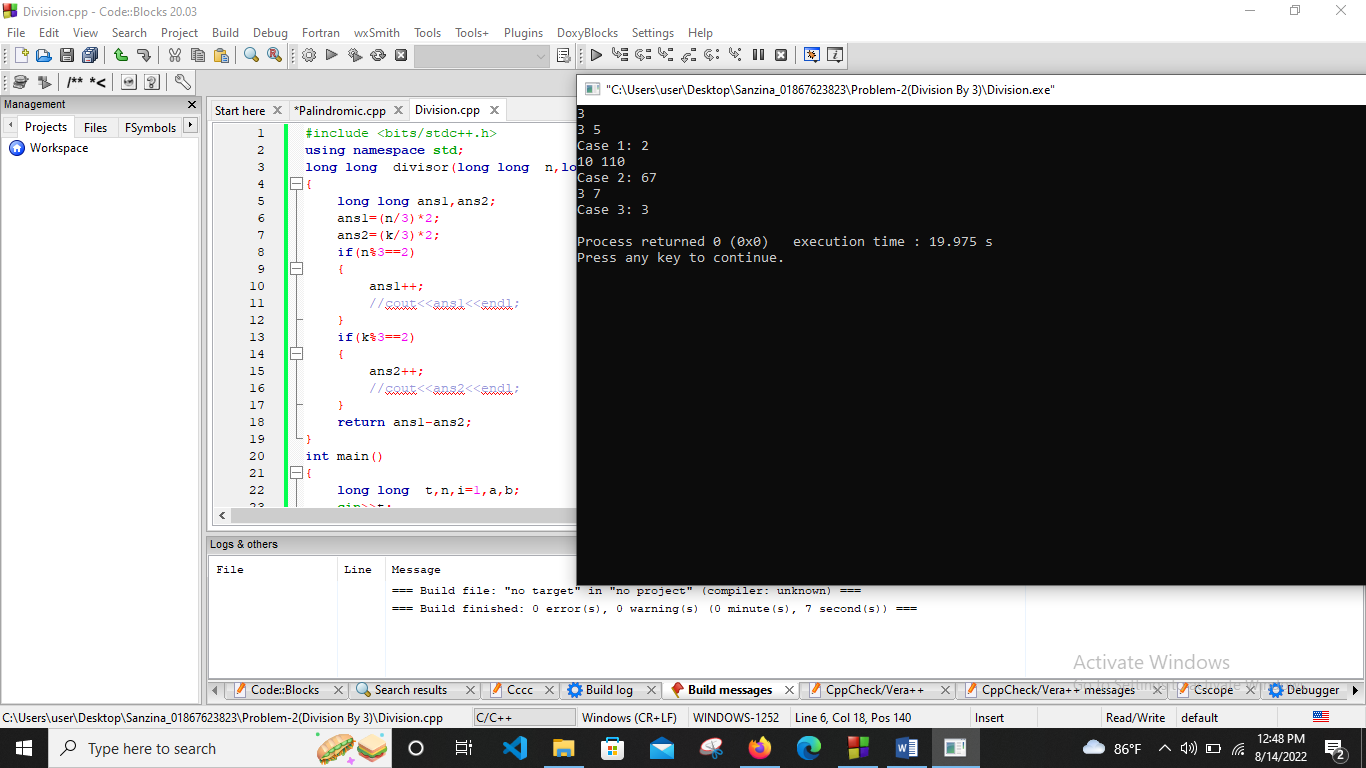 Division.cpp - Code::Blocks 20.03
File Edit View Search Project Build Debug Fortran wxSmith Tools Tools+ Plugins DoxyBlocks Settings Help
/** *<
Management
Projects Files FSymbols
Workspace
Start here *Palindromic.cpp Division.cpp
1 #include <bits/stdc++.h>
2 using namespace std;
3 long long  divisor(long long  n,lo
4 {
5 long long ans1,ans2;
6 ans1=(n/3)*2;
7 ans2=(k/3)*2;
8 if(n%3==2)
9 {
10 ans1++;
11 //cout<<ans1<<endl;
12 }
13 if(k%3==2)
14 {
15 ans2++;
16 //cout<<ans2<<endl;
17 }
18 return ans1-ans2;
19 }
20 int main()
21 {
22 long long  t,n,i=1,a,b;
23 cin>>t;
"C:\Users\user\Desktop\Sanzina_01867623823\Problem-2(Division By 3)\Division.exe"
3
3 5
Case 1: 2
10 110
Case 2: 67
3 7
Case 3: 3
Process returned 0 (0x0)   execution time : 19.975 s
Press any key to continue.
Logs & others
File Line Message
=== Build file: "no target" in "no project" (compiler: unknown) ===
=== Build finished: 0 error(s), 0 warning(s) (0 minute(s), 7 second(s)) ===
Activate Windows
Go to Settings to activate Windows.
Code::Blocks Search results Cccc Build log Build messages CppCheck/Vera++ CppCheck/Vera++ messages Cscope Debugger
C:\Users\user\Desktop\Sanzina_01867623823\Problem-2(Division By 3)\Division.cpp C/C++ Windows (CR+LF) WINDOWS-1252 Line 6, Col 18, Pos 140 Insert Read/Write default
Type here to search
86°F
12:48 PM
8/14/2022
2